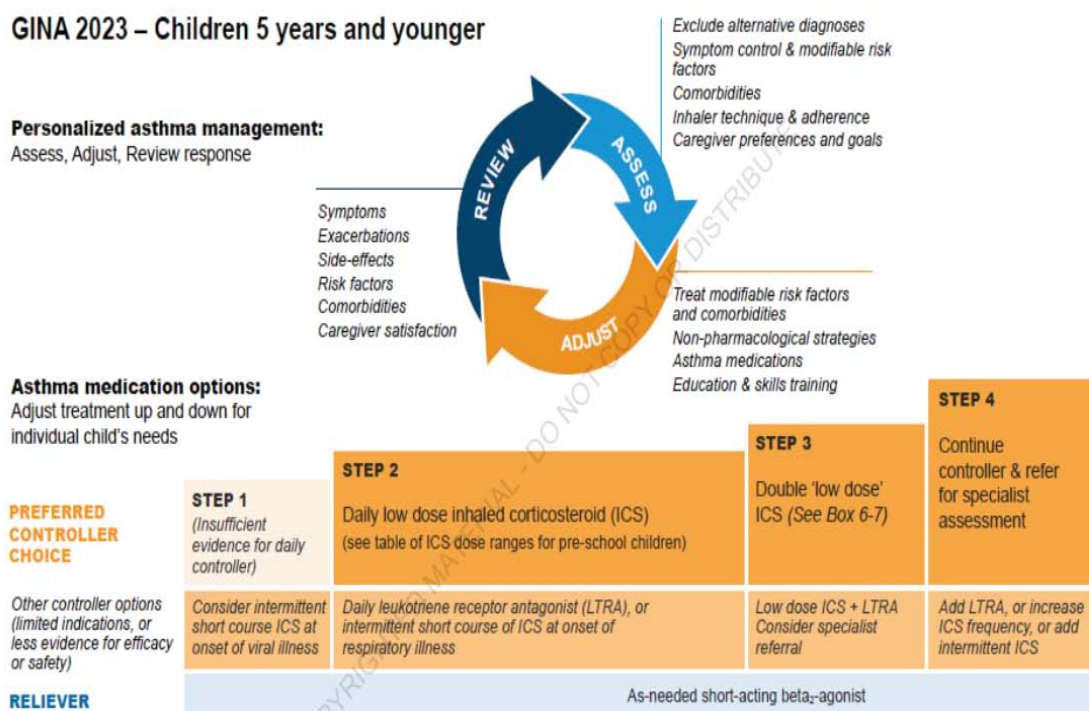 GINA 2023 – Children 5 years and younger
Personalized asthma management:
Assess, Adjust, Review response
Exclude alternative diagnoses
Symptom control & modifiable risk
factors
Comorbidities
Inhaler technique & adherence
Caregiver preferences and goals
REVIEW
ASSESS
ADJUST
Symptoms
Exacerbations
Side-effects
Risk factors
Comorbidities
Caregiver satisfaction
Treat modifiable risk factors
and comorbidities
Non-pharmacological strategies
Asthma medications
Education & skills training
Asthma medication options:
Adjust treatment up and down for
individual child's needs
PREFERRED
CONTROLLER
CHOICE
STEP 1
(Insufficient
evidence for daily
controller)
STEP 2
Daily low dose inhaled corticosteroid (ICS)
(see table of ICS dose ranges for pre-school children)
STEP 3
Double 'low dose'
ICS (See Box 6-7)
STEP 4
Continue
controller & refer
for specialist
assessment
Other controller options
(limited indications, or
less evidence for efficacy
or safety)
Consider intermittent
short course ICS at
onset of viral illness
Daily leukotriene receptor antagonist (LTRA), or
intermittent short course of ICS at onset of
respiratory illness
Low dose ICS + LTRA
Consider specialist
referral
Add LTRA, or increase
ICS frequency, or add
intermittent ICS
RELIEVER
As-needed short-acting beta₂-agonist
COPYRIGHTED MATERIAL - DO NOT COPY OR DISTRIBUTE